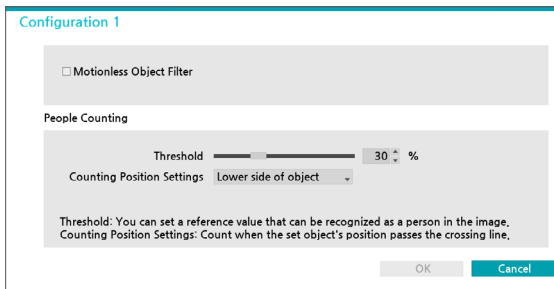 Configuration 1
Motionless Object Filter
People Counting
Threshold 30 %
Counting Position Settings Lower side of object
Threshold: You can set a reference value that can be recognized as a person in the image.
Counting Position Settings: Count when the set object's position passes the crossing line.
OK Cancel